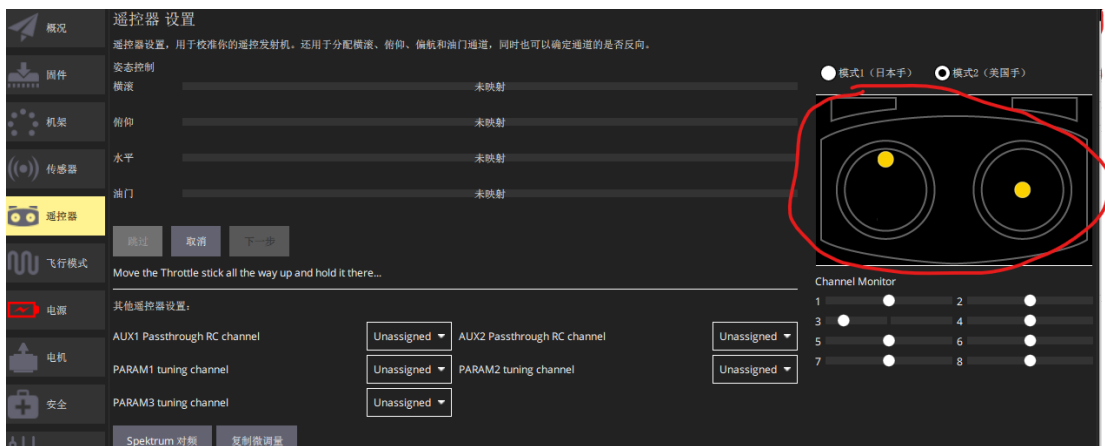 概况
固件
机架
传感器
遥控器
飞行模式
电源
电机
安全
遥控器 设置
遥控器设置，用于校准你的遥控发射机。还用于分配横滚、俯仰、偏航和油门通道，同时也可以确定通道的是否反向。
姿态控制
横滚 未映射
俯仰 未映射
水平 未映射
油门 未映射
跳过 取消 下一步
Move the Throttle stick all the way up and hold it there...
其他遥控器设置：
AUX1 Passthrough RC channel Unassigned AUX2 Passthrough RC channel Unassigned
PARAM1 tuning channel Unassigned PARAM2 tuning channel Unassigned
PARAM3 tuning channel Unassigned
Spektrum 对频 复制微调量
模式1（日本手） 模式2（美国手）
Channel Monitor
1 2
3 4
5 6
7 8